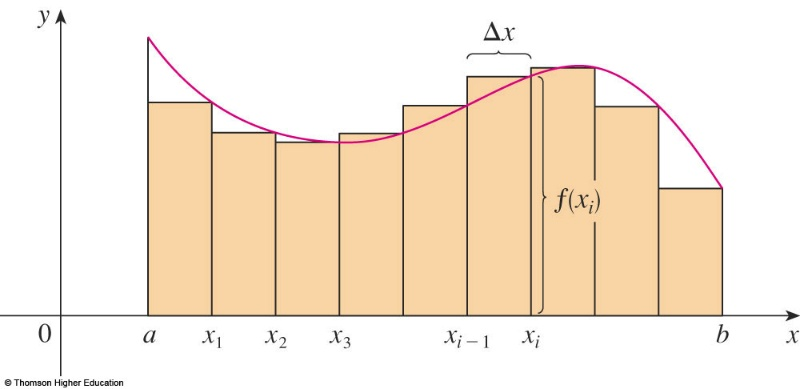 y
Δx
f(xᵢ)
0 a x₁ x₂ x₃ xᵢ₋₁ xᵢ b x
© Thomson Higher Education